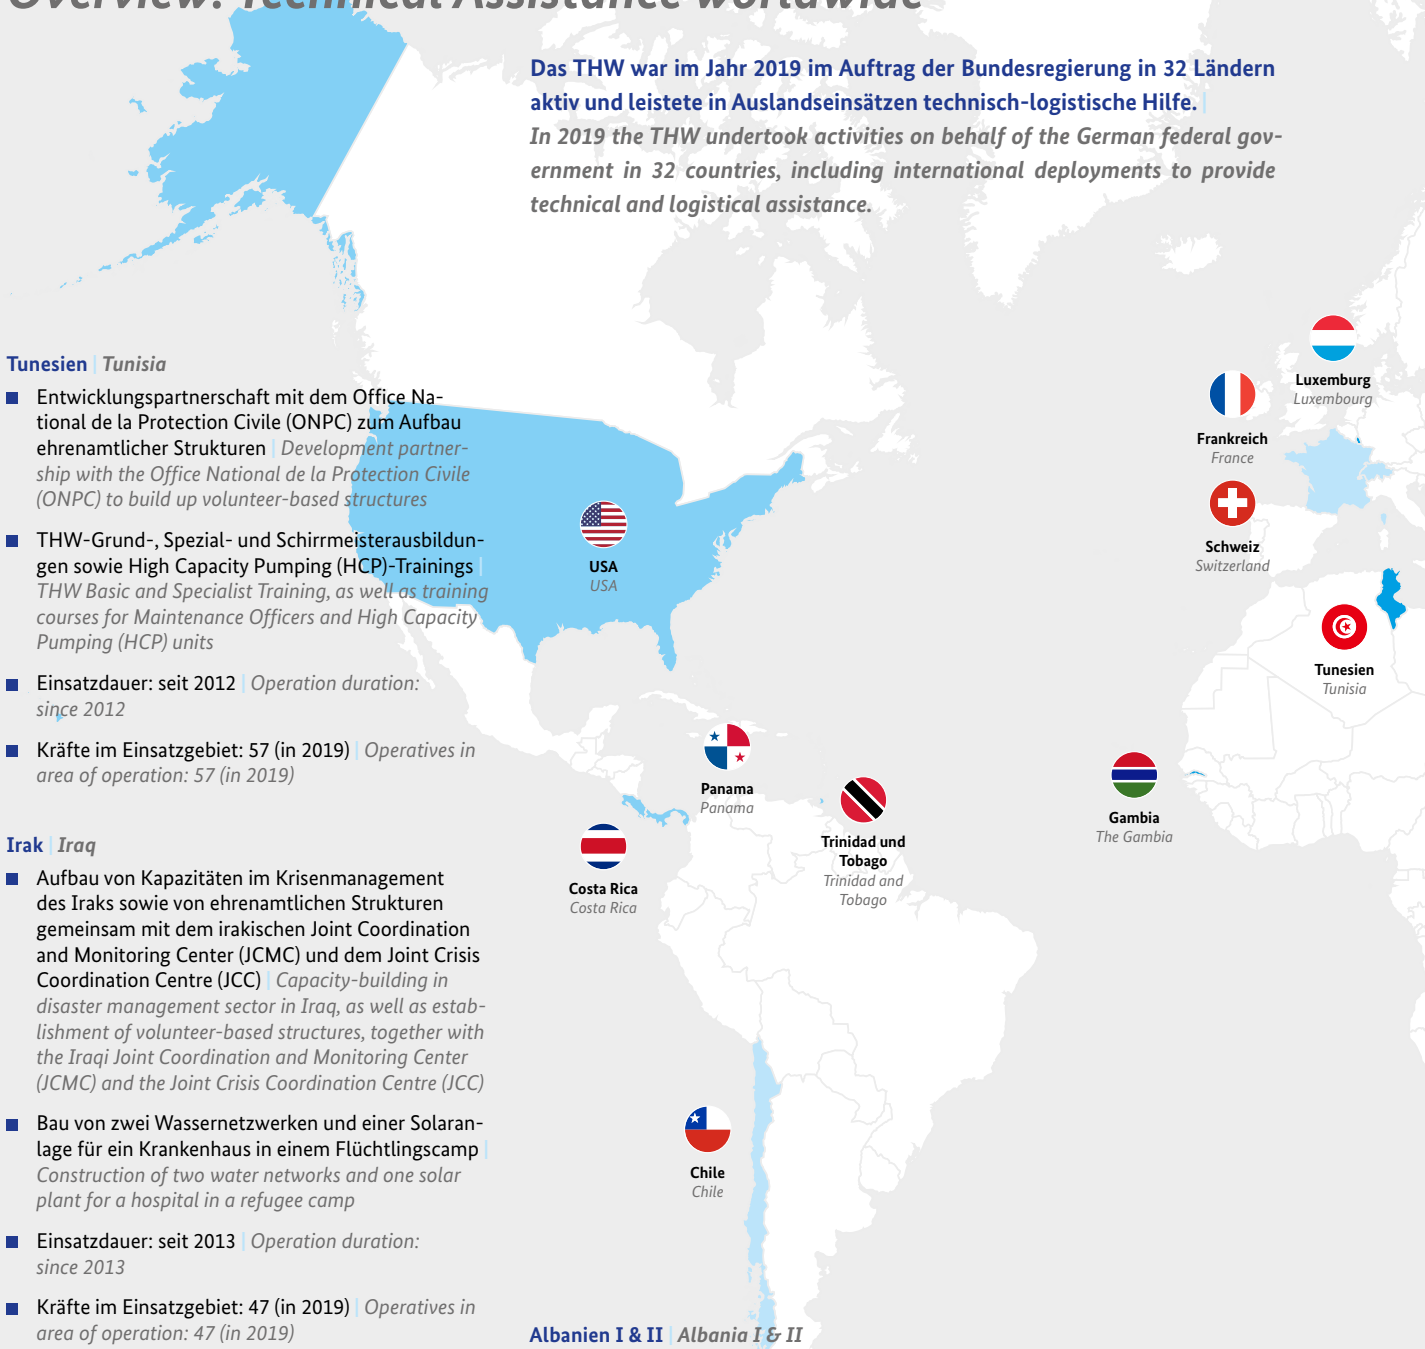 Overview: Technical Assistance worldwide
Das THW war im Jahr 2019 im Auftrag der Bundesregierung in 32 Ländern
aktiv und leistete in Auslandseinsätzen technisch-logistische Hilfe. |
In 2019 the THW undertook activities on behalf of the German federal gov-
ernment in 32 countries, including international deployments to provide
technical and logistical assistance.
Tunesien | Tunisia
Entwicklungspartnerschaft mit dem Office Na-
tional de la Protection Civile (ONPC) zum Aufbau
ehrenamtlicher Strukturen | Development partner-
ship with the Office National de la Protection Civile
(ONPC) to build up volunteer-based structures
THW-Grund-, Spezial- und Schirrmeisterausbildun-
gen sowie High Capacity Pumping (HCP)-Trainings |
THW Basic and Specialist Training, as well as training
courses for Maintenance Officers and High Capacity
Pumping (HCP) units
Einsatzdauer: seit 2012 | Operation duration:
since 2012
Kräfte im Einsatzgebiet: 57 (in 2019) | Operatives in
area of operation: 57 (in 2019)
Irak | Iraq
Aufbau von Kapazitäten im Krisenmanagement
des Iraks sowie von ehrenamtlichen Strukturen
gemeinsam mit dem irakischen Joint Coordination
and Monitoring Center (JCMC) und dem Joint Crisis
Coordination Centre (JCC) | Capacity-building in
disaster management sector in Iraq, as well as estab-
lishment of volunteer-based structures, together with
the Iraqi Joint Coordination and Monitoring Center
(JCMC) and the Joint Crisis Coordination Centre (JCC)
Bau von zwei Wassernetzwerken und einer Solaran-
lage für ein Krankenhaus in einem Flüchtlingscamp |
Construction of two water networks and one solar
plant for a hospital in a refugee camp
Einsatzdauer: seit 2013 | Operation duration:
since 2013
Kräfte im Einsatzgebiet: 47 (in 2019) | Operatives in
area of operation: 47 (in 2019)
Luxemburg
Luxembourg
Frankreich
France
Schweiz
Switzerland
USA
USA
Tunesien
Tunisia
Panama
Panama
Gambia
The Gambia
Trinidad und
Tobago
Trinidad and
Tobago
Costa Rica
Costa Rica
Chile
Chile
Albanien I & II | Albania I & II